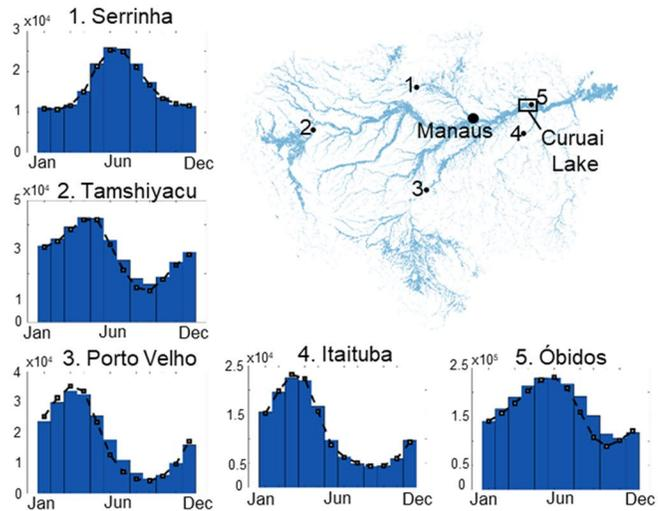 1. Serrinha
x10⁴
3
2
1
0
Jan Jun Dec
2. Tamshiyacu
x10⁴
5
3
1
0
Jan Jun Dec
3. Porto Velho
x10⁴
4
3
2
1
0
Jan Jun Dec
4. Itaituba
x10⁴
2.5
1.5
0.5
0
Jan Jun Dec
5. Óbidos
x10⁵
2.5
1.5
0.5
0
Jan Jun Dec
1
2
3
Manaus
4
5
Curuai
Lake